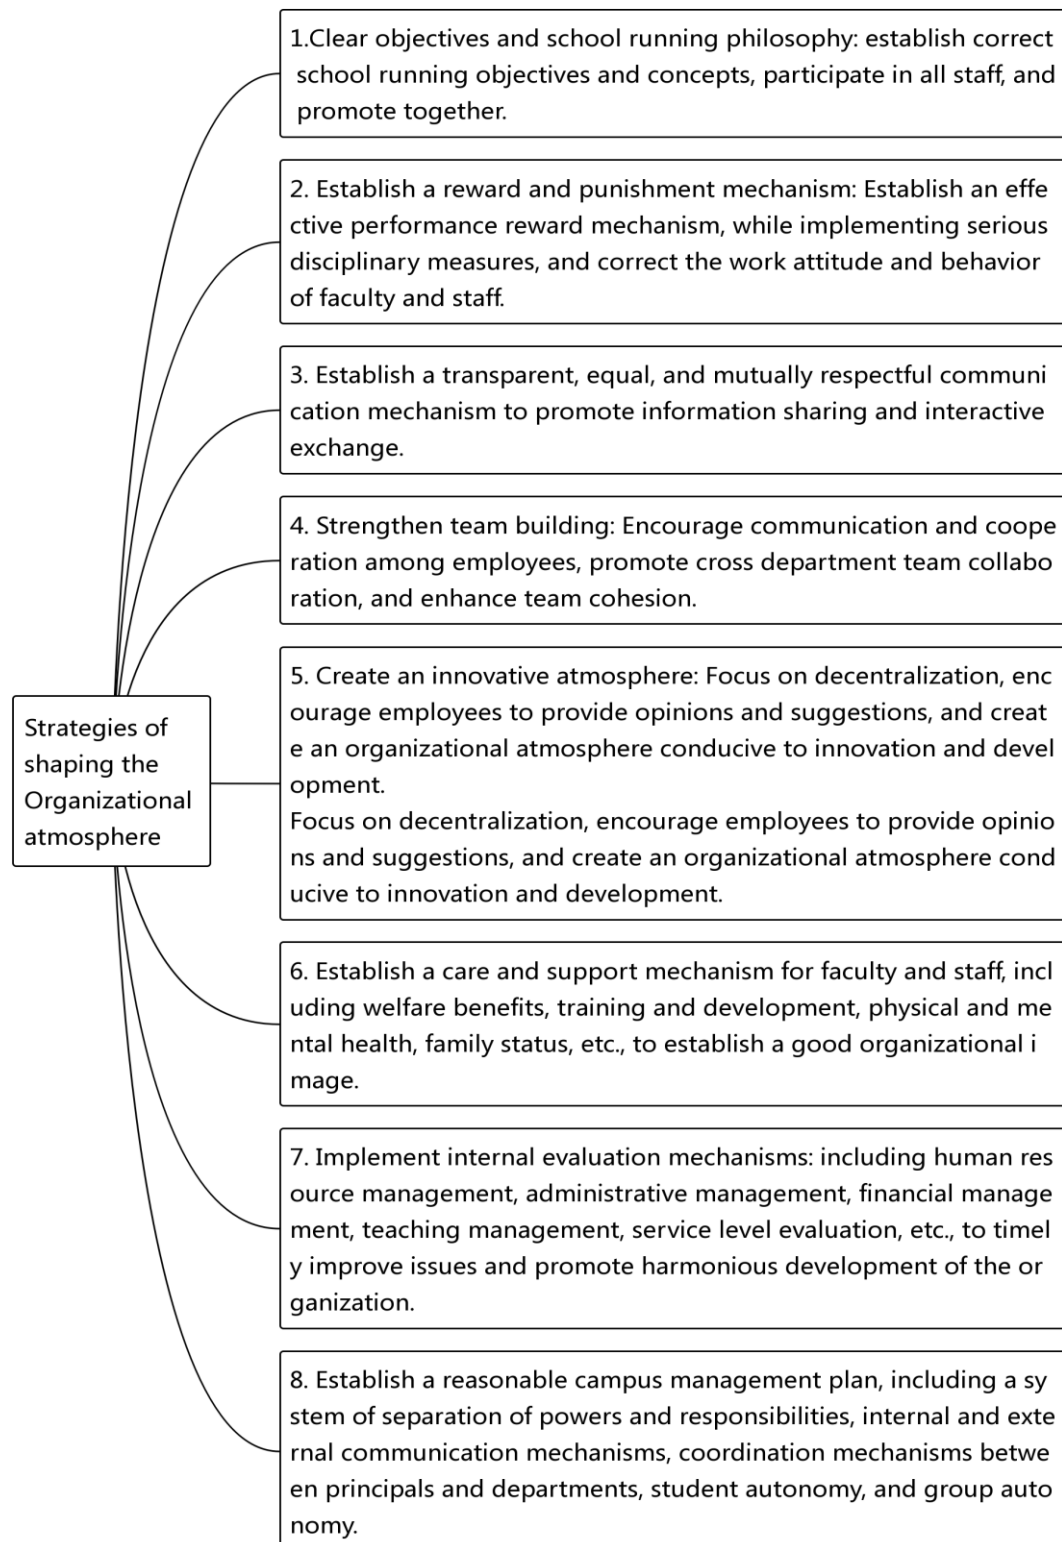 Strategies of
shaping the
Organizational
atmosphere
1.Clear objectives and school running philosophy: establish correct
school running objectives and concepts, participate in all staff, and
promote together.
2. Establish a reward and punishment mechanism: Establish an effe
ctive performance reward mechanism, while implementing serious
disciplinary measures, and correct the work attitude and behavior
of faculty and staff.
3. Establish a transparent, equal, and mutually respectful communi
cation mechanism to promote information sharing and interactive
exchange.
4. Strengthen team building: Encourage communication and coope
ration among employees, promote cross department team collabo
ration, and enhance team cohesion.
5. Create an innovative atmosphere: Focus on decentralization, enc
ourage employees to provide opinions and suggestions, and creat
e an organizational atmosphere conducive to innovation and devel
opment.
Focus on decentralization, encourage employees to provide opinio
ns and suggestions, and create an organizational atmosphere cond
ucive to innovation and development.
6. Establish a care and support mechanism for faculty and staff, incl
uding welfare benefits, training and development, physical and me
ntal health, family status, etc., to establish a good organizational i
mage.
7. Implement internal evaluation mechanisms: including human res
ource management, administrative management, financial manage
ment, teaching management, service level evaluation, etc., to timel
y improve issues and promote harmonious development of the or
ganization.
8. Establish a reasonable campus management plan, including a sy
stem of separation of powers and responsibilities, internal and exte
rnal communication mechanisms, coordination mechanisms betwe
en principals and departments, student autonomy, and group auto
nomy.